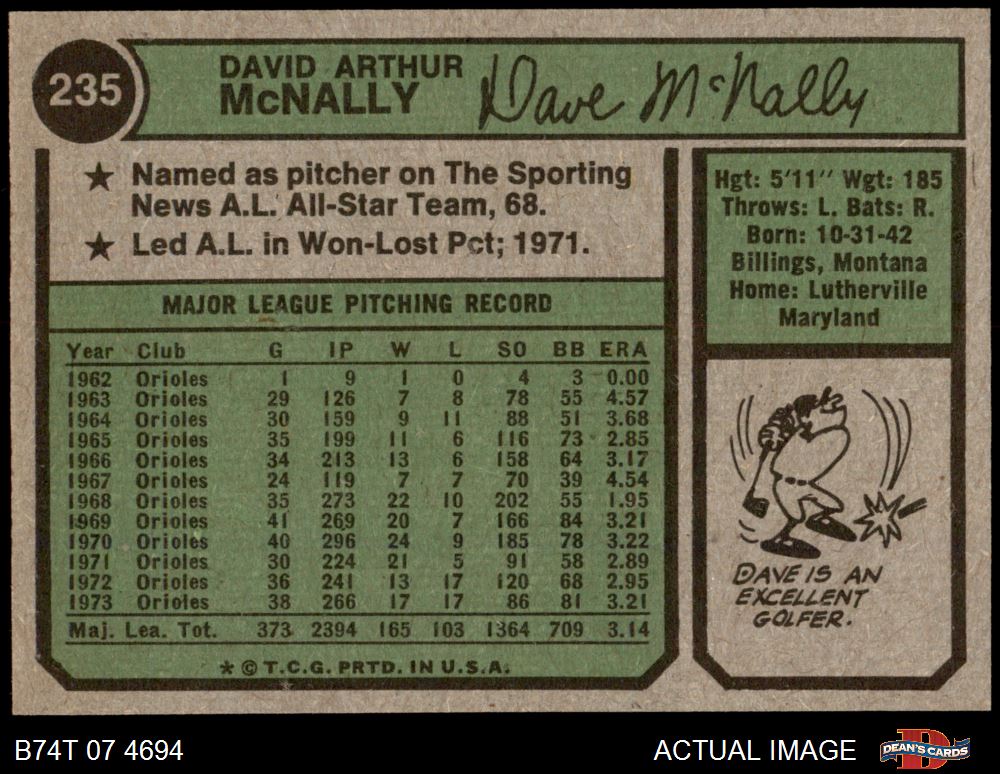 235
DAVID ARTHUR
McNALLY
Dave McNally
★ Named as pitcher on The Sporting
News A.L. All-Star Team, 68.
★ Led A.L. in Won-Lost Pct; 1971.
MAJOR LEAGUE PITCHING RECORD
Year Club G IP W L SO BB ERA
1962 Orioles 1 9 1 0 4 3 0.00
1963 Orioles 29 126 7 8 78 55 4.57
1964 Orioles 30 159 9 11 88 51 3.68
1965 Orioles 35 199 11 6 116 73 2.85
1966 Orioles 34 213 13 6 158 64 3.17
1967 Orioles 24 119 7 7 70 39 4.54
1968 Orioles 35 273 22 10 202 55 1.95
1969 Orioles 41 269 20 7 166 84 3.21
1970 Orioles 40 296 24 9 185 78 3.22
1971 Orioles 30 224 21 5 91 58 2.89
1972 Orioles 36 241 13 17 120 68 2.95
1973 Orioles 38 266 17 17 86 81 3.21
Maj. Lea. Tot. 373 2394 165 103 1364 709 3.14
★ © T.C.G. PRTD. IN U.S.A.
Hgt: 5'11" Wgt: 185
Throws: L. Bats: R.
Born: 10-31-42
Billings, Montana
Home: Lutherville
Maryland
DAVE IS AN
EXCELLENT
GOLFER.
B74T 07 4694
ACTUAL IMAGE
DEAN'S CARDS